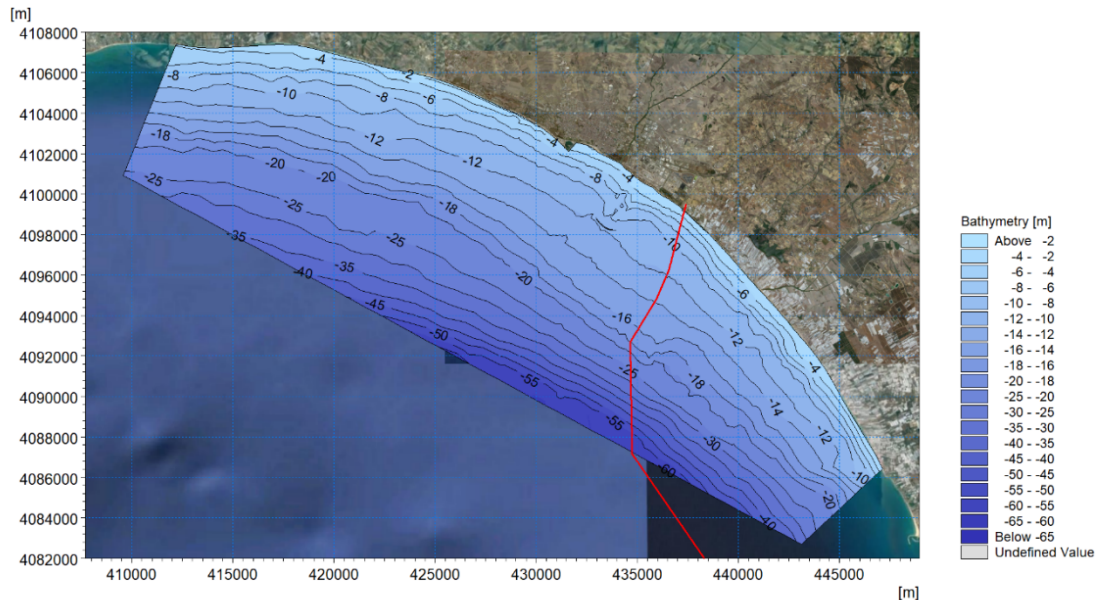 [m]
4108000
4106000
4104000
4102000
4100000
4098000
4096000
4094000
4092000
4090000
4088000
4086000
4084000
4082000
410000 415000 420000 425000 430000 435000 440000 445000
[m]
-4
-2
-8
-10
-8
-6
-18
-12
-12
-4
-20
-20
-8
-4
-25
-25
-18
-35
-25
-10
-40
-35
-20
-6
-45
-16
-12
-50
-4
-25
-55
-18
-14
-55
-12
-30
-60
-10
-20
-40
Bathymetry [m]
Above -2
-4 - -2
-6 - -4
-8 - -6
-10 - -8
-12 - -10
-14 - -12
-16 - -14
-18 - -16
-20 - -18
-25 - -20
-30 - -25
-35 - -30
-40 - -35
-45 - -40
-50 - -45
-55 - -50
-60 - -55
-65 - -60
Below -65
Undefined Value